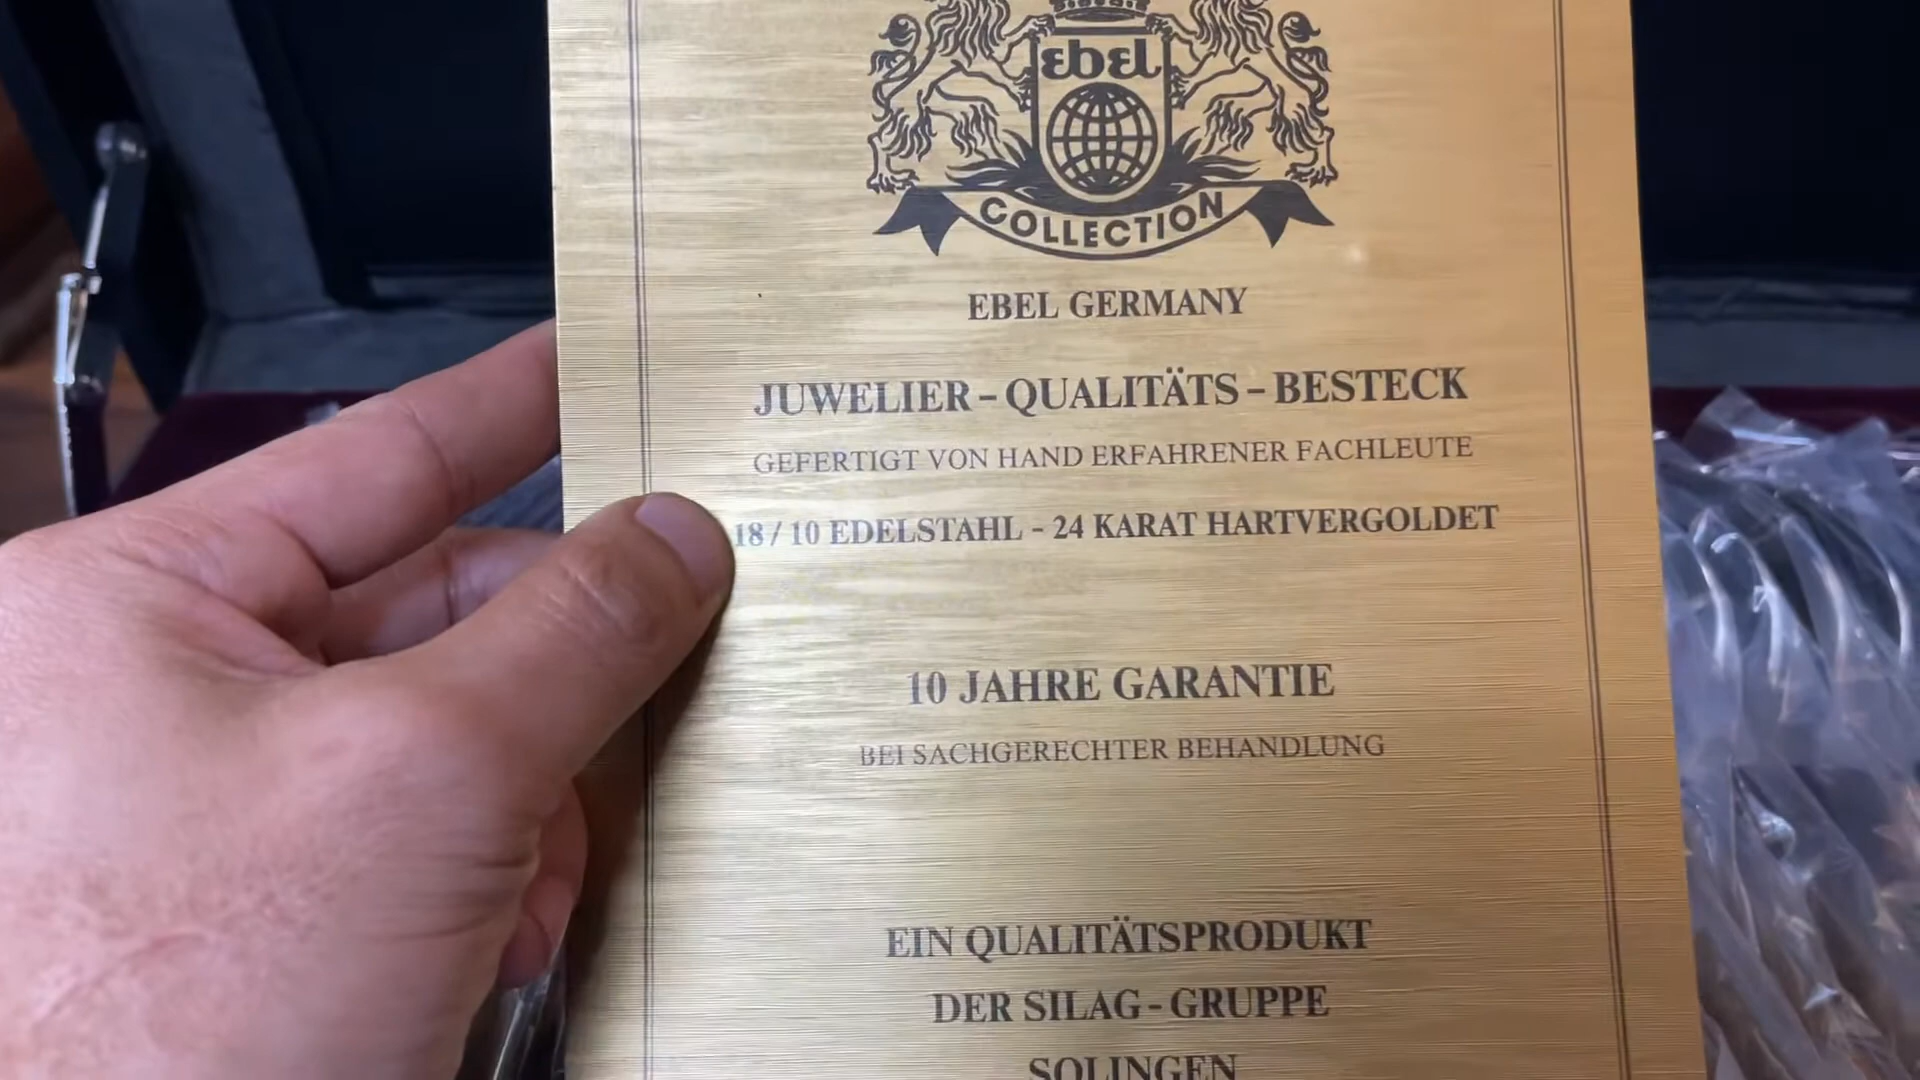 ebel
COLLECTION
EBEL GERMANY
JUWELIER - QUALITÄTS - BESTECK
GEFERTIGT VON HAND ERFAHRENER FACHLEUTE
18 / 10 EDELSTAHL - 24 KARAT HARTVERGOLDET
10 JAHRE GARANTIE
BEI SACHGERECHTER BEHANDLUNG
EIN QUALITÄTSPRODUKT
DER SILAG - GRUPPE
SOLINGEN